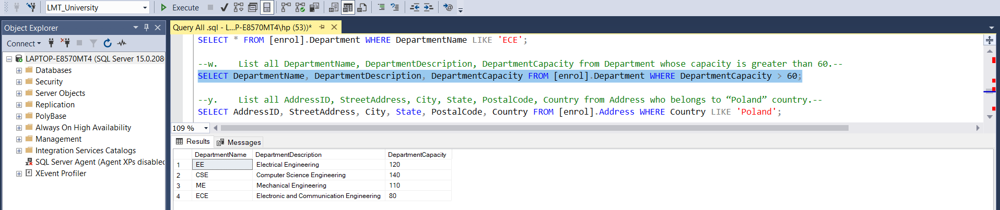 LMT_University
Execute
Object Explorer
Connect
LAPTOP-E8570MT4 (SQL Server 15.0.208
Databases
Security
Server Objects
Replication
PolyBase
Always On High Availability
Management
Integration Services Catalogs
SQL Server Agent (Agent XPs disabled
XEvent Profiler
Query All .sql - L...P-E8570MT4\hp (53))*
SELECT * FROM [enrol].Department WHERE DepartmentName LIKE 'ECE';
--w. List all DepartmentName, DepartmentDescription, DepartmentCapacity from Department whose capacity is greater than 60.--
SELECT DepartmentName, DepartmentDescription, DepartmentCapacity FROM [enrol].Department WHERE DepartmentCapacity > 60;
--y. List all AddressID, StreetAddress, City, State, PostalCode, Country from Address who belongs to “Poland” country.--
SELECT AddressID, StreetAddress, City, State, PostalCode, Country FROM [enrol].Address WHERE Country LIKE 'Poland';
109 %
Results Messages
DepartmentName DepartmentDescription DepartmentCapacity
1 EE Electrical Engineering 120
2 CSE Computer Science Engineering 140
3 ME Mechanical Engineering 110
4 ECE Electronic and Communication Engineering 80